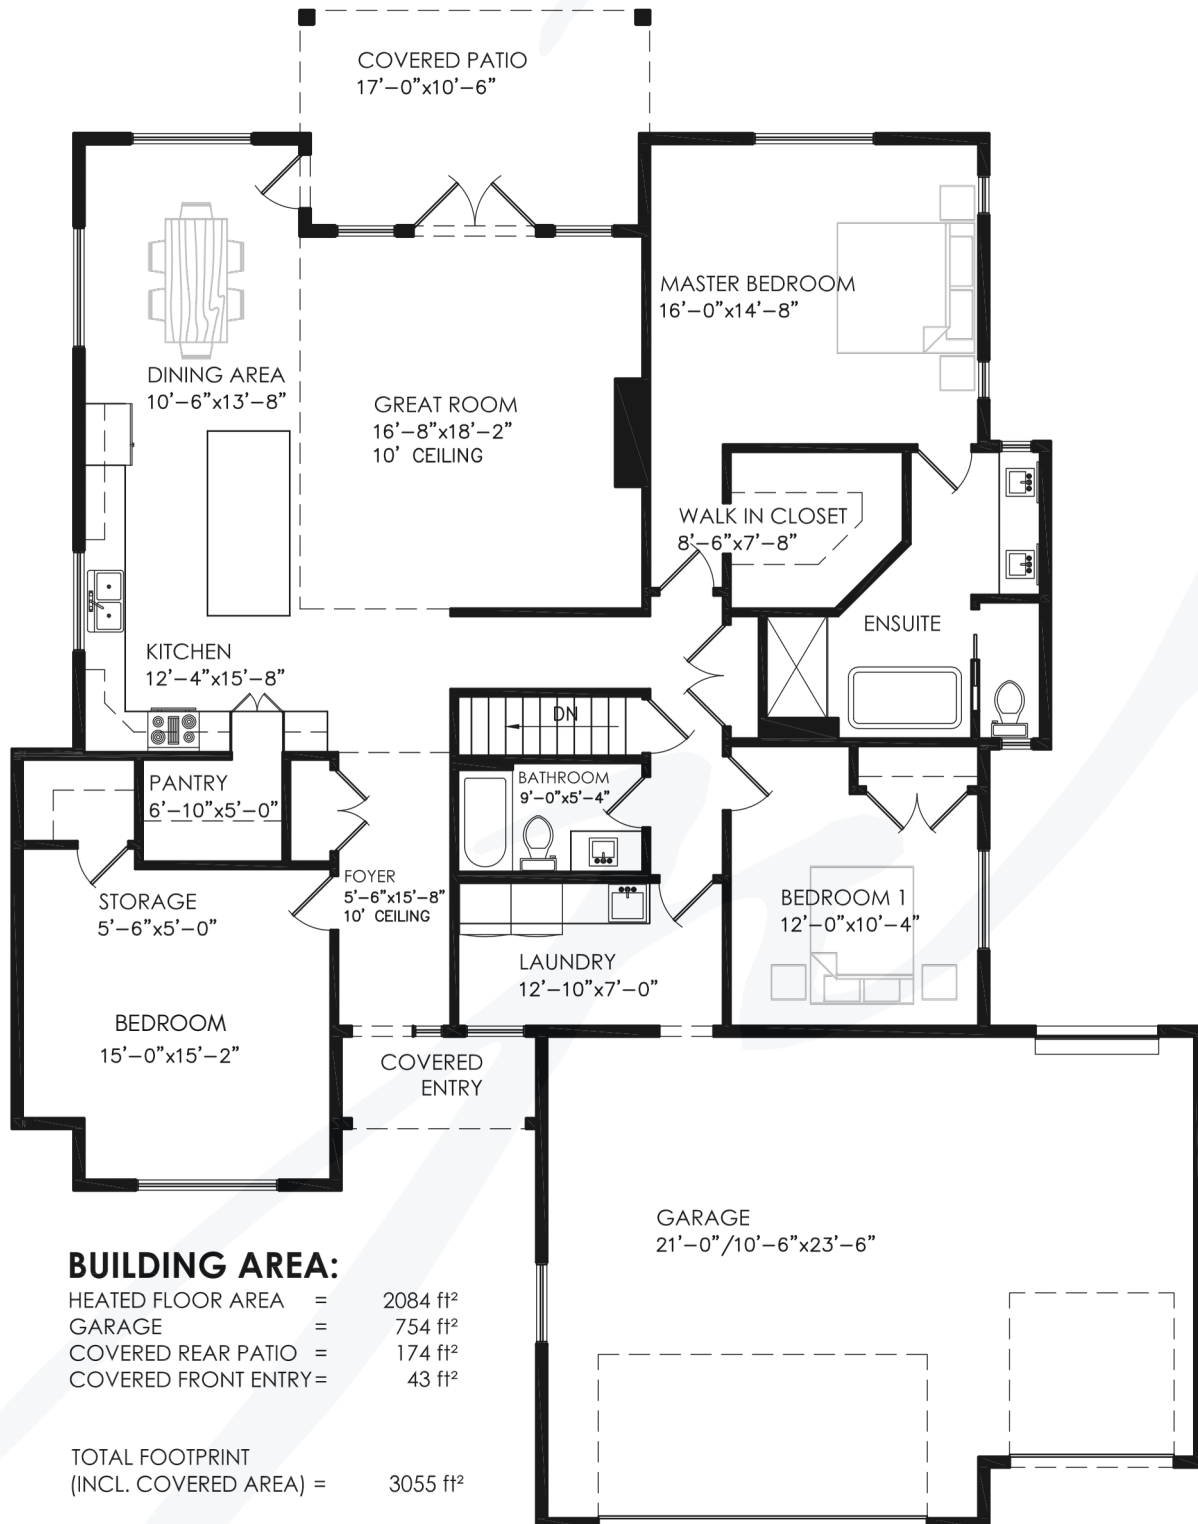 COVERED PATIO
17'-0"x10'-6"
MASTER BEDROOM
16'-0"x14'-8"
DINING AREA
10'-6"x13'-8"
GREAT ROOM
16'-8"x18'-2"
10' CEILING
WALK IN CLOSET
8'-6"x7'-8"
ENSUITE
KITCHEN
12'-4"x15'-8"
DN
PANTRY
6'-10"x5'-0"
BATHROOM
9'-0"x5'-4"
FOYER
5'-6"x15'-8"
10' CEILING
STORAGE
5'-6"x5'-0"
BEDROOM 1
12'-0"x10'-4"
LAUNDRY
12'-10"x7'-0"
BEDROOM
15'-0"x15'-2"
COVERED
ENTRY
GARAGE
21'-0"/10'-6"x23'-6"
BUILDING AREA:
HEATED FLOOR AREA = 2084 ft²
GARAGE = 754 ft²
COVERED REAR PATIO = 174 ft²
COVERED FRONT ENTRY = 43 ft²
TOTAL FOOTPRINT
(INCL. COVERED AREA) = 3055 ft²